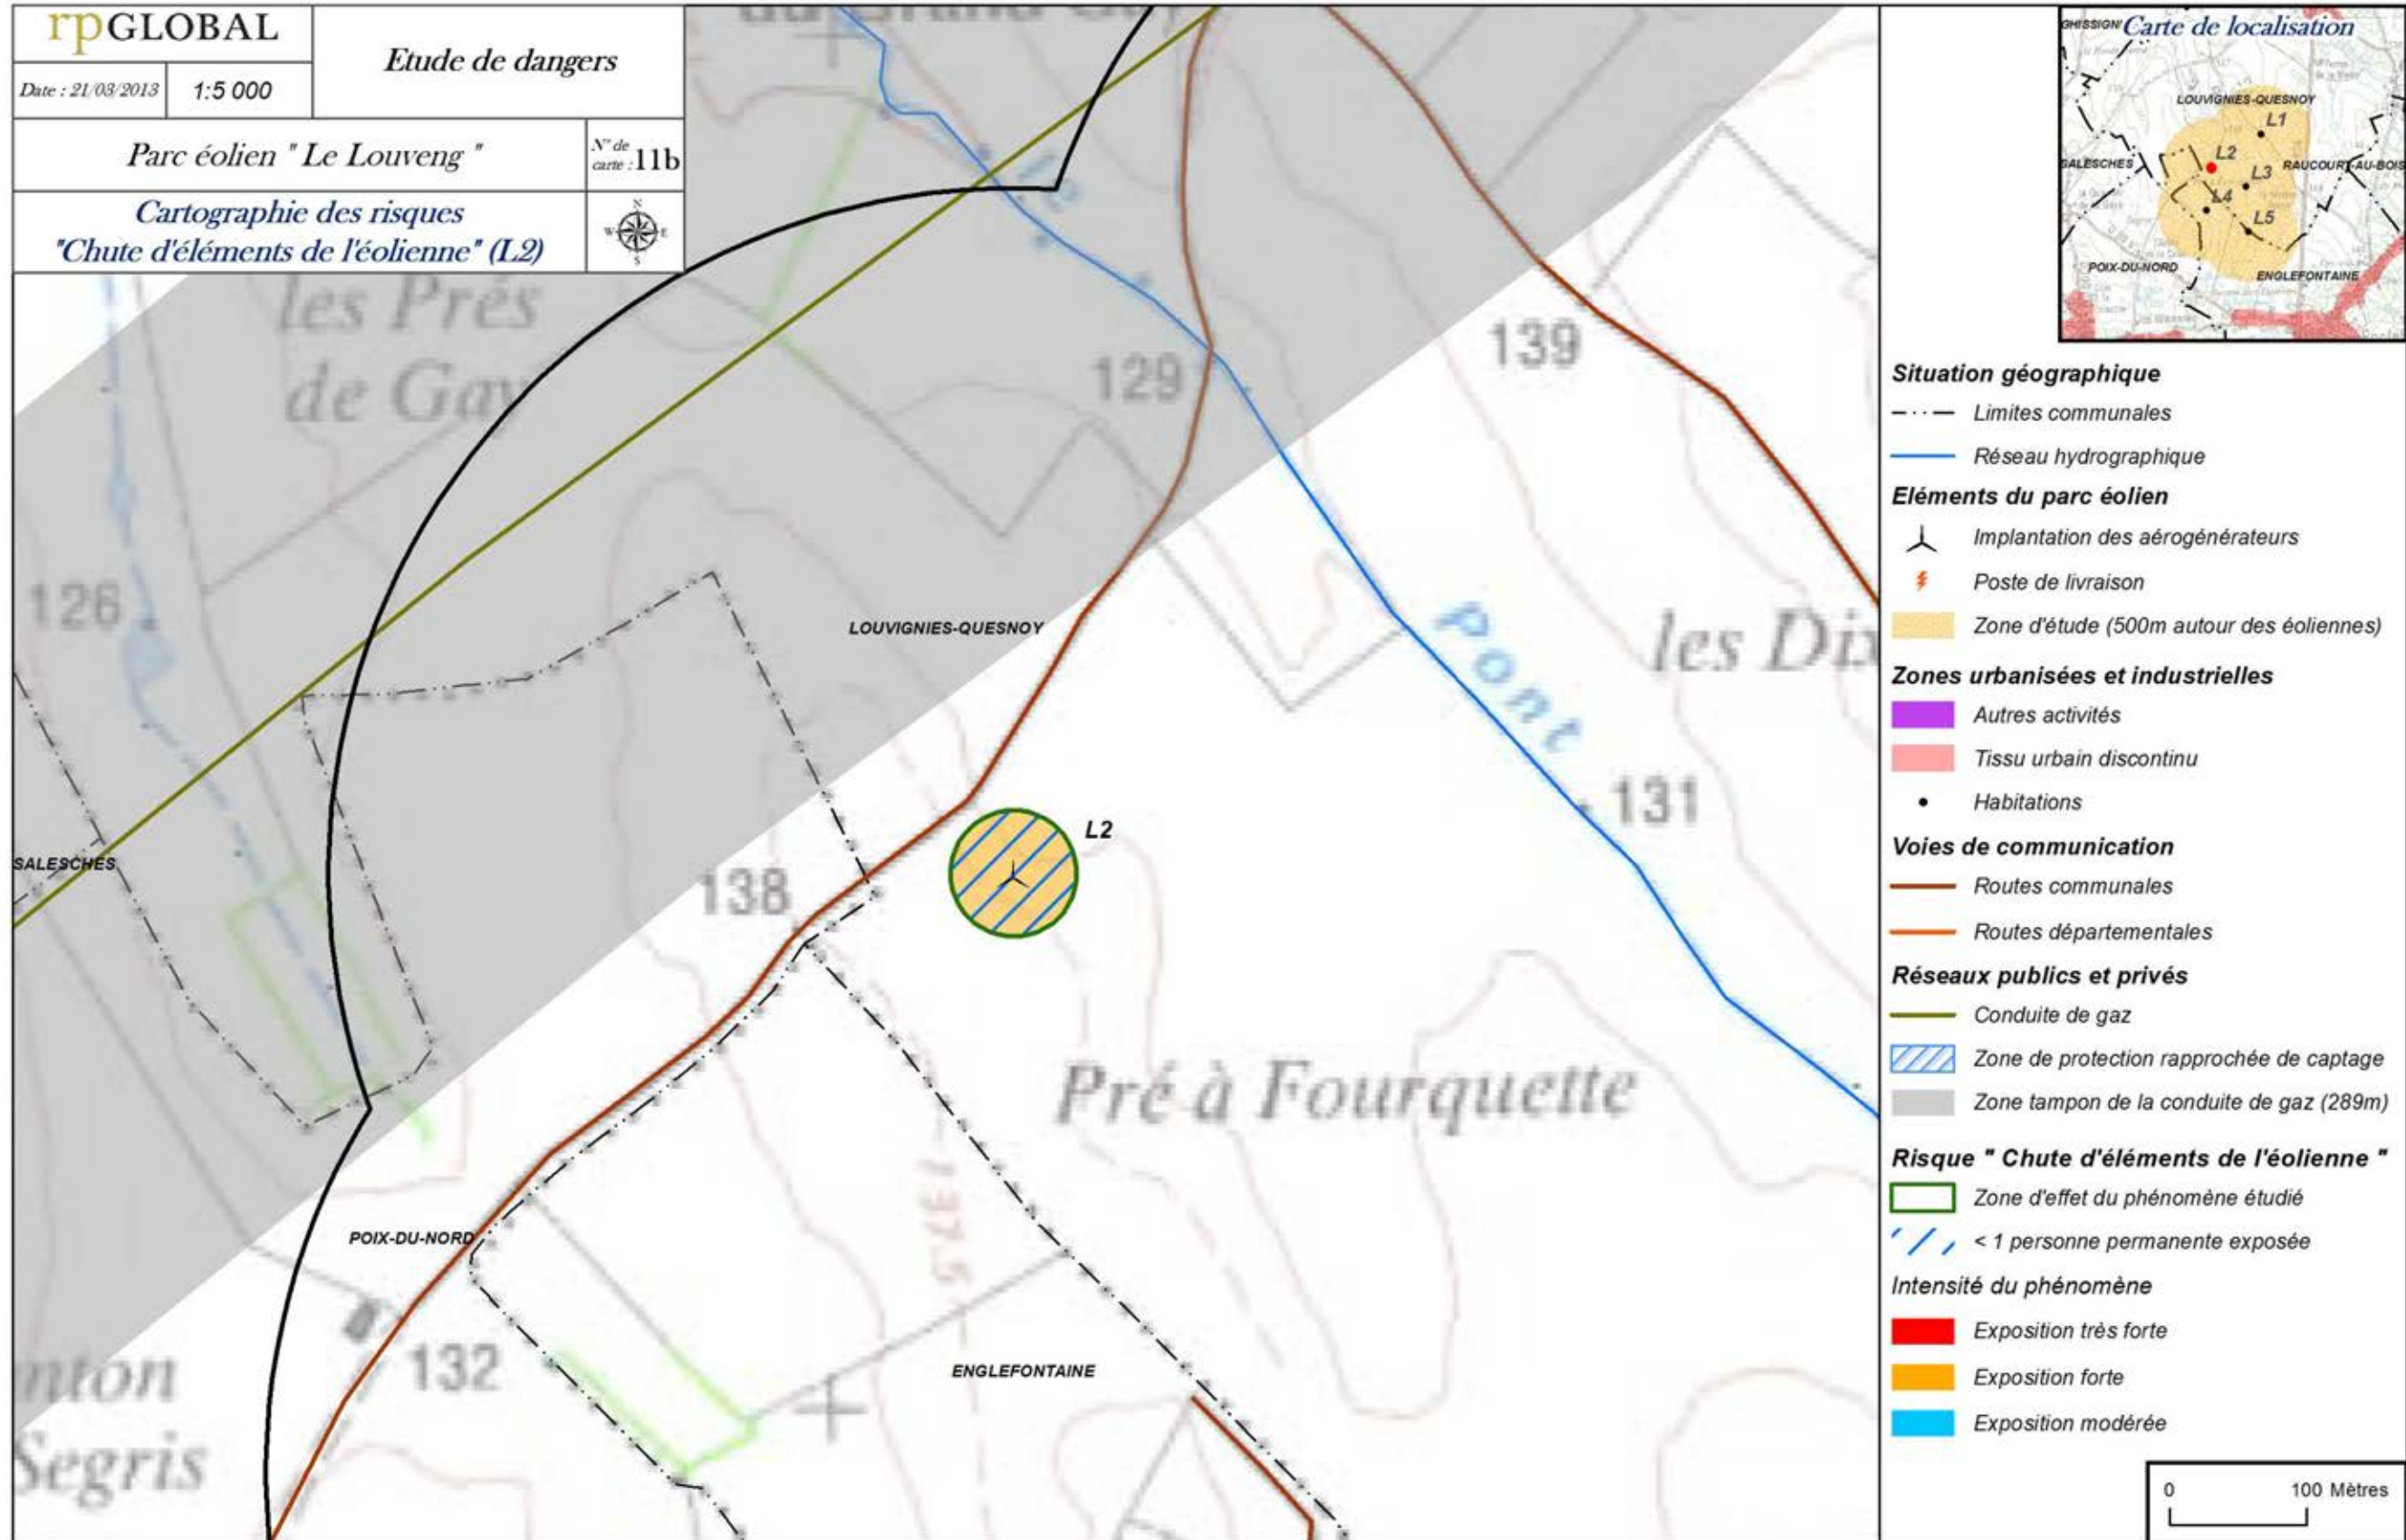 rpGLOBAL
Date : 21/03/2013
1:5 000
Etude de dangers
Parc éolien " Le Louveng "
N° de
carte : 11b
Cartographie des risques
"Chute d'éléments de l'éolienne" (L2)
N
W
E
S
les Prés
de Gay
le
129
139
126
LOUVIGNIES-QUESNOY
Pont
les Dix
131
L2
SALESCHES
138
Pré à Fourquette
137,5
POIX-DU-NORD
132
ENGLEFONTAINE
nton
Segris
Carte de localisation
LOUVIGNIES-QUESNOY
L1
SALESCHES
L2
RAUCOURT-AU-BOIS
L3
L4
L5
POIX-DU-NORD
ENGLEFONTAINE
Situation géographique
Limites communales
Réseau hydrographique
Eléments du parc éolien
Implantation des aérogénérateurs
Poste de livraison
Zone d'étude (500m autour des éoliennes)
Zones urbanisées et industrielles
Autres activités
Tissu urbain discontinu
Habitations
Voies de communication
Routes communales
Routes départementales
Réseaux publics et privés
Conduite de gaz
Zone de protection rapprochée de captage
Zone tampon de la conduite de gaz (289m)
Risque " Chute d'éléments de l'éolienne "
Zone d'effet du phénomène étudié
< 1 personne permanente exposée
Intensité du phénomène
Exposition très forte
Exposition forte
Exposition modérée
0
100 Mètres